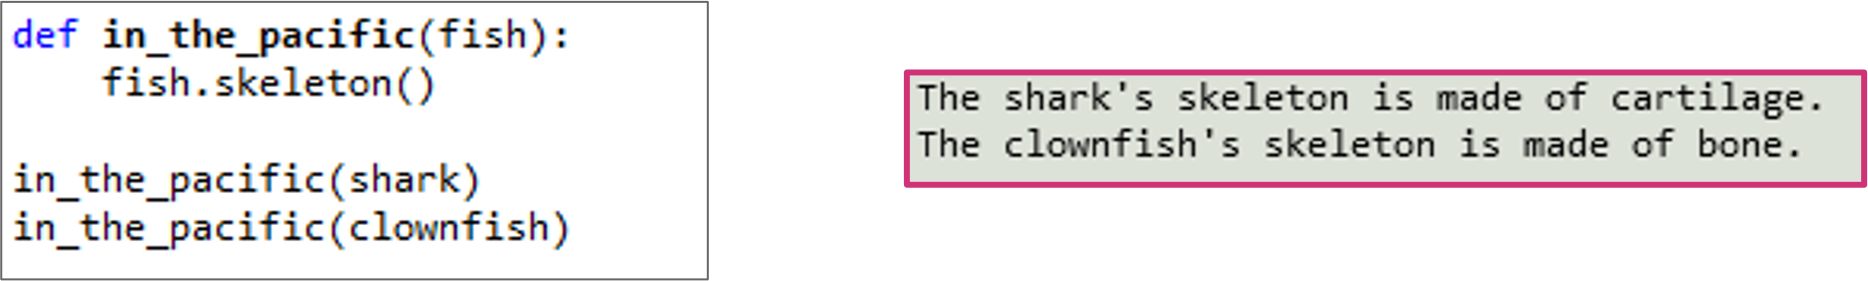 def in_the_pacific(fish):
    fish.skeleton()
in_the_pacific(shark)
in_the_pacific(clownfish)
The shark's skeleton is made of cartilage.
The clownfish's skeleton is made of bone.